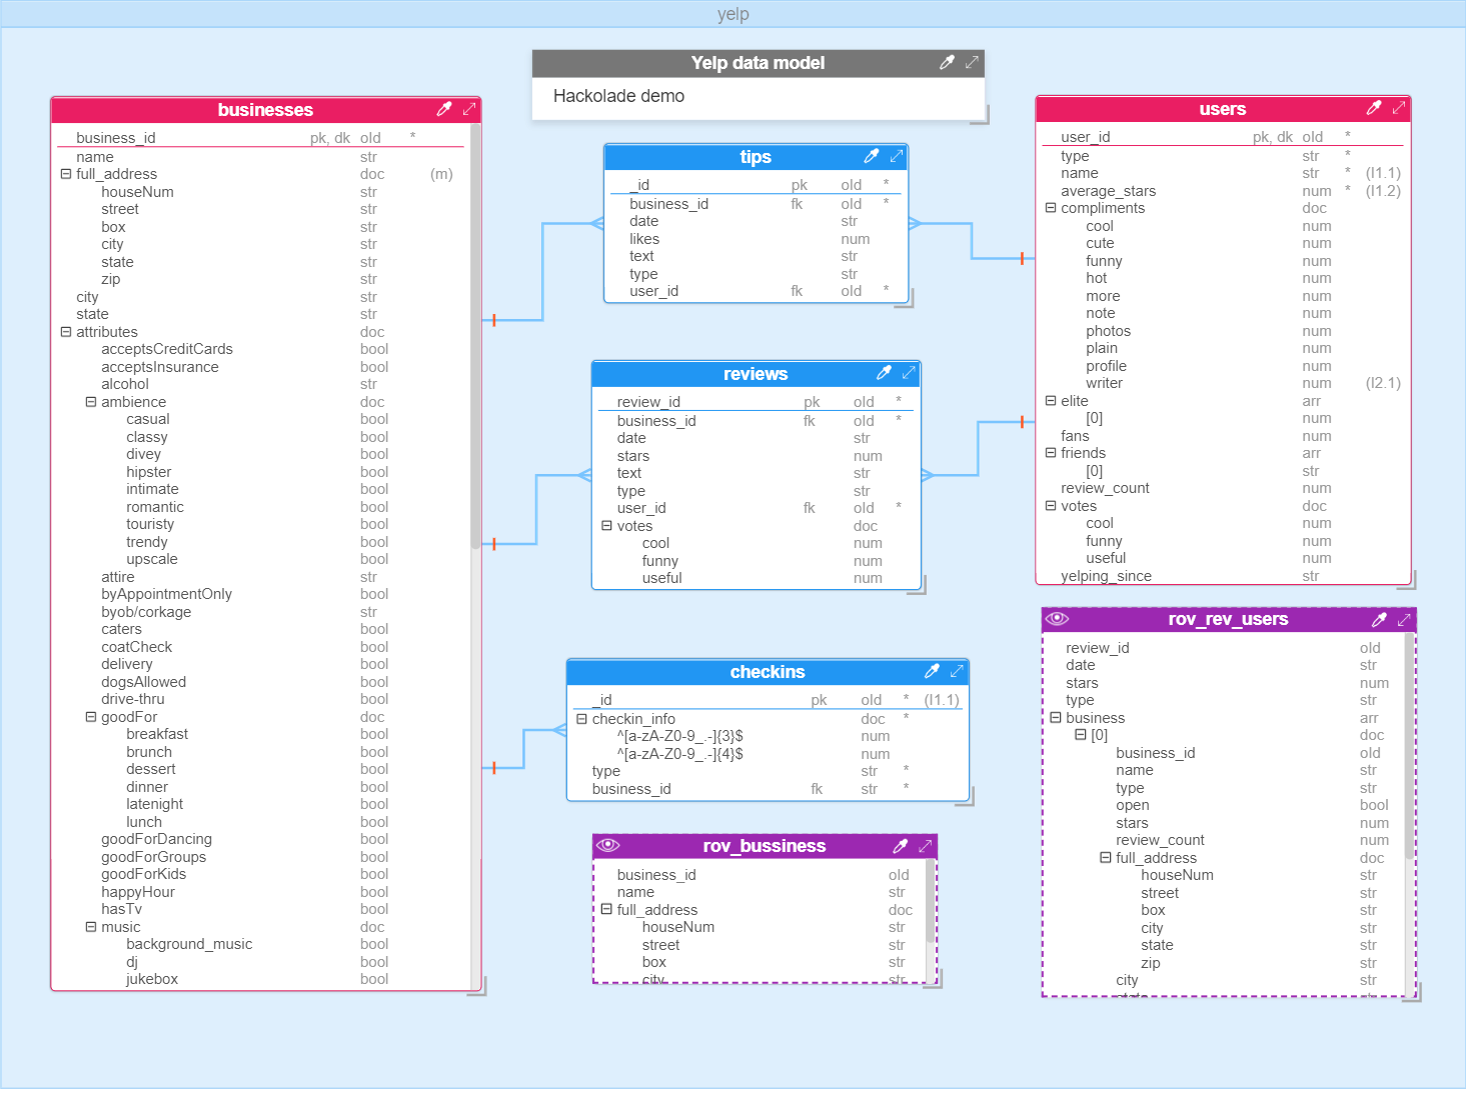 yelp
Yelp data model
Hackolade demo
businesses
business_id pk, dk oId *
name str
full_address doc (m)
houseNum str
street str
box str
city str
state str
zip str
city str
state str
attributes doc
acceptsCreditCards bool
acceptsInsurance bool
alcohol str
ambience doc
casual bool
classy bool
divey bool
hipster bool
intimate bool
romantic bool
touristy bool
trendy bool
upscale bool
attire str
byAppointmentOnly bool
byob/corkage str
caters bool
coatCheck bool
delivery bool
dogsAllowed bool
drive-thru bool
goodFor doc
breakfast bool
brunch bool
dessert bool
dinner bool
latenight bool
lunch bool
goodForDancing bool
goodForGroups bool
goodForKids bool
happyHour bool
hasTv bool
music doc
background_music bool
dj bool
jukebox bool
tips
_id pk oId *
business_id fk oId *
date str
likes num
text str
type str
user_id fk oId *
reviews
review_id pk oId *
business_id fk oId *
date str
stars num
text str
type str
user_id fk oId *
votes doc
cool num
funny num
useful num
checkins
_id pk oId * (I1.1)
checkin_info doc *
^[a-zA-Z0-9_.-]{3}$ num
^[a-zA-Z0-9_.-]{4}$ num
type str *
business_id fk str *
rov_bussiness
business_id oId
name str
full_address doc
houseNum str
street str
box str
city str
users
user_id pk, dk oId *
type str *
name str * (I1.1)
average_stars num * (I1.2)
compliments doc
cool num
cute num
funny num
hot num
more num
note num
photos num
plain num
profile num
writer num (I2.1)
elite arr
[0] num
fans num
friends arr
[0] str
review_count num
votes doc
cool num
funny num
useful num
yelping_since str
rov_rev_users
review_id oId
date str
stars num
type str
business arr
[0] doc
business_id oId
name str
type str
open bool
stars num
review_count num
full_address doc
houseNum str
street str
box str
city str
state str
zip str
city str